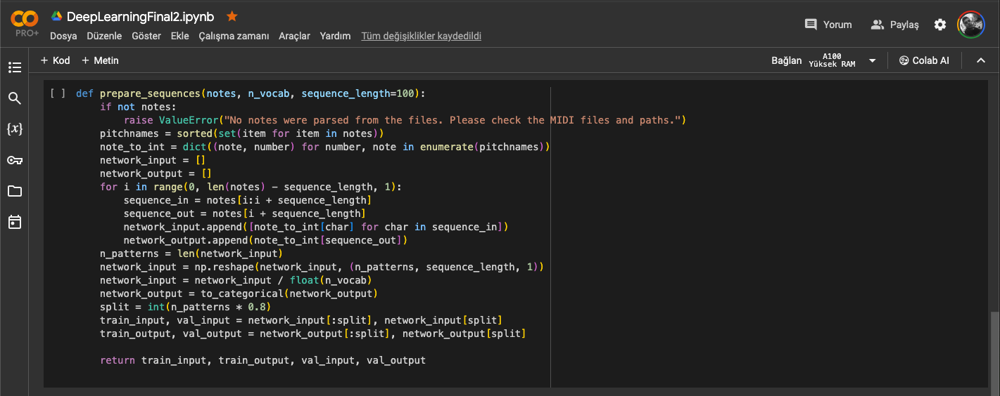 DeepLearningFinal2.ipynb
PRO+
Dosya Düzenle Göster Ekle Çalışma zamanı Araçlar Yardım Tüm değişiklikler kaydedildi
Yorum Paylaş
+ Kod + Metin
Bağlan A100 Yüksek RAM Colab AI
[ ] def prepare_sequences(notes, n_vocab, sequence_length=100):
    if not notes:
        raise ValueError("No notes were parsed from the files. Please check the MIDI files and paths.")
    pitchnames = sorted(set(item for item in notes))
    note_to_int = dict((note, number) for number, note in enumerate(pitchnames))
    network_input = []
    network_output = []
    for i in range(0, len(notes) - sequence_length, 1):
        sequence_in = notes[i:i + sequence_length]
        sequence_out = notes[i + sequence_length]
        network_input.append([note_to_int[char] for char in sequence_in])
        network_output.append(note_to_int[sequence_out])
    n_patterns = len(network_input)
    network_input = np.reshape(network_input, (n_patterns, sequence_length, 1))
    network_input = network_input / float(n_vocab)
    network_output = to_categorical(network_output)
    split = int(n_patterns * 0.8)
    train_input, val_input = network_input[:split], network_input[split]
    train_output, val_output = network_output[:split], network_output[split]
    return train_input, train_output, val_input, val_output